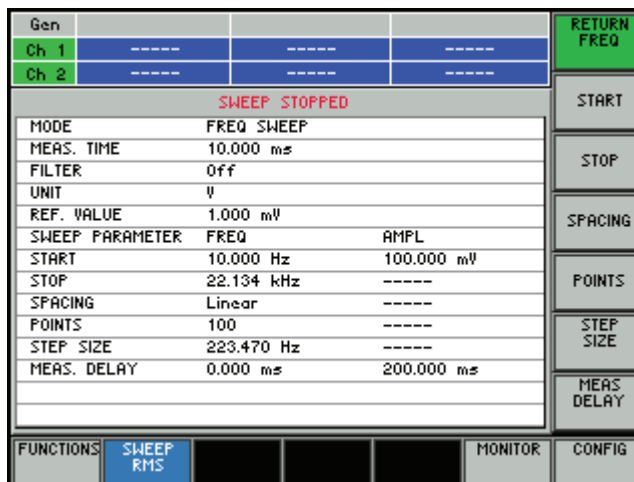 Gen
Ch 1 ----- ----- -----
Ch 2 ----- ----- -----
SWEEP STOPPED
MODE FREQ SWEEP
MEAS. TIME 10.000 ms
FILTER Off
UNIT V
REF. VALUE 1.000 mV
SWEEP PARAMETER FREQ AMPL
START 10.000 Hz 100.000 mV
STOP 22.134 kHz -----
SPACING Linear -----
POINTS 100 -----
STEP SIZE 223.470 Hz -----
MEAS. DELAY 0.000 ms 200.000 ms
RETURN
FREQ
START
STOP
SPACING
POINTS
STEP
SIZE
MEAS
DELAY
FUNCTIONS SWEEP MONITOR CONFIG
RMS